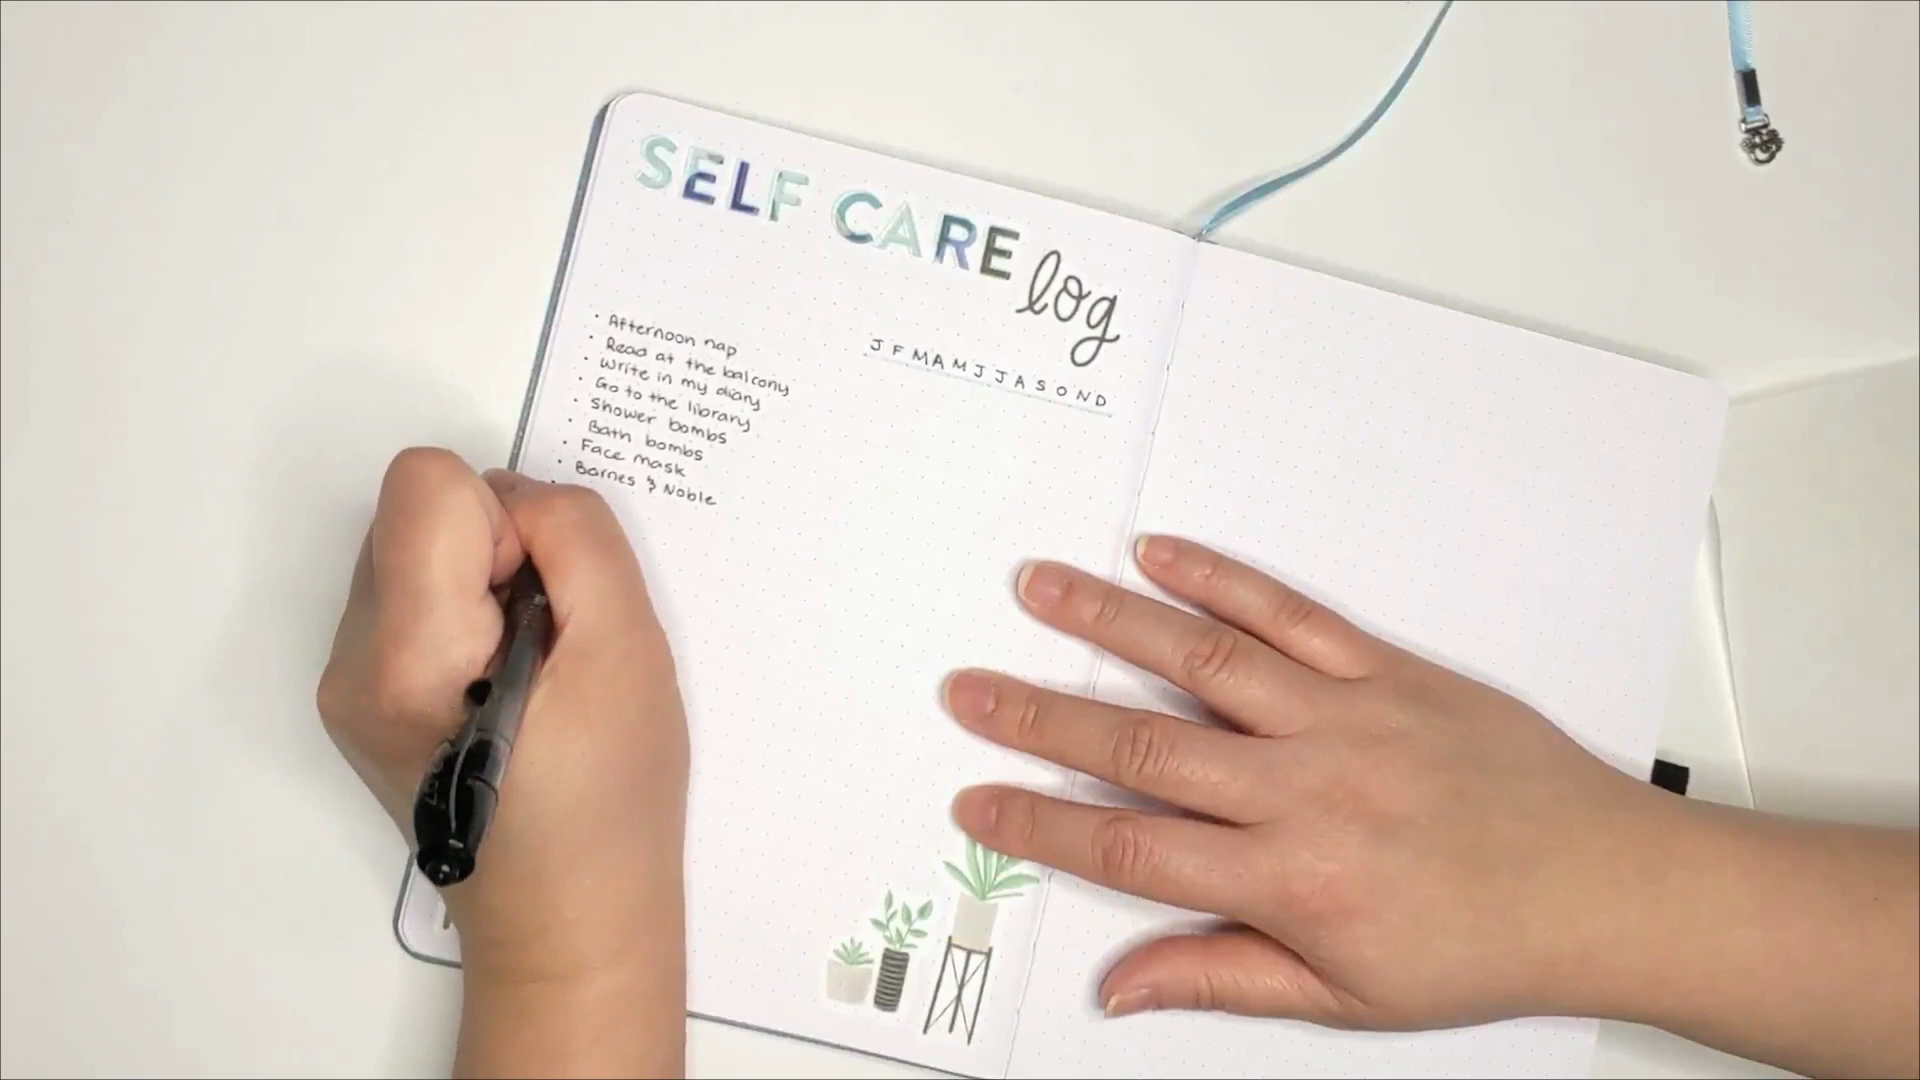 SELF CARE log
J F M A M J J A S O N D
· Afternoon nap
· Read at the balcony
· Write in my diary
· Go to the library
· Shower bombs
· Bath bombs
· Face mask
· Barnes & Noble